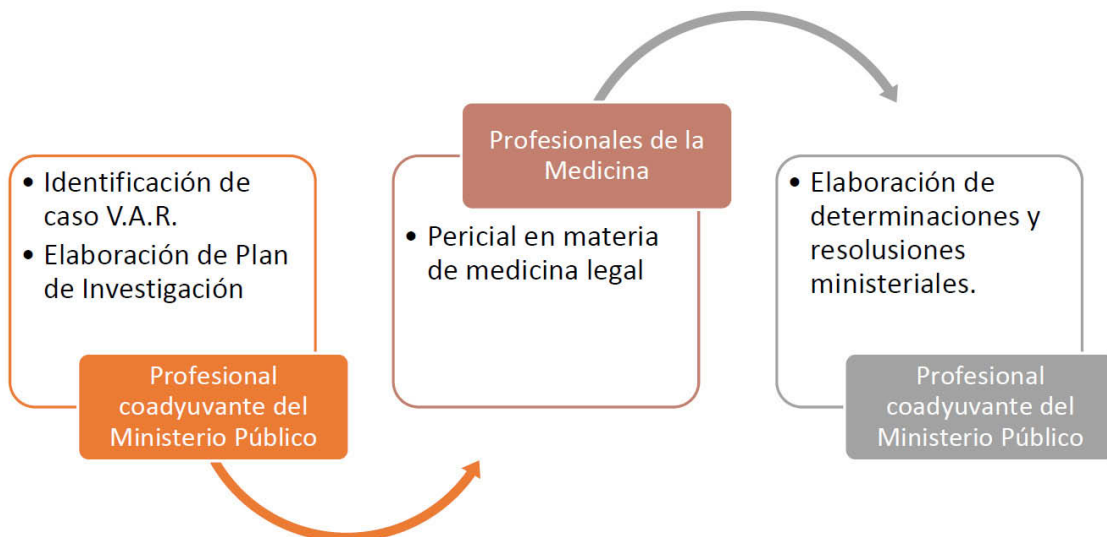 • Identificación de
caso V.A.R.
• Elaboración de Plan
de Investigación
Profesional
coadyuvante del
Ministerio Público
Profesionales de la
Medicina
• Pericial en materia
de medicina legal
• Elaboración de
determinaciones y
resolusiones
ministeriales.
Profesional
coadyuvante del
Ministerio Público